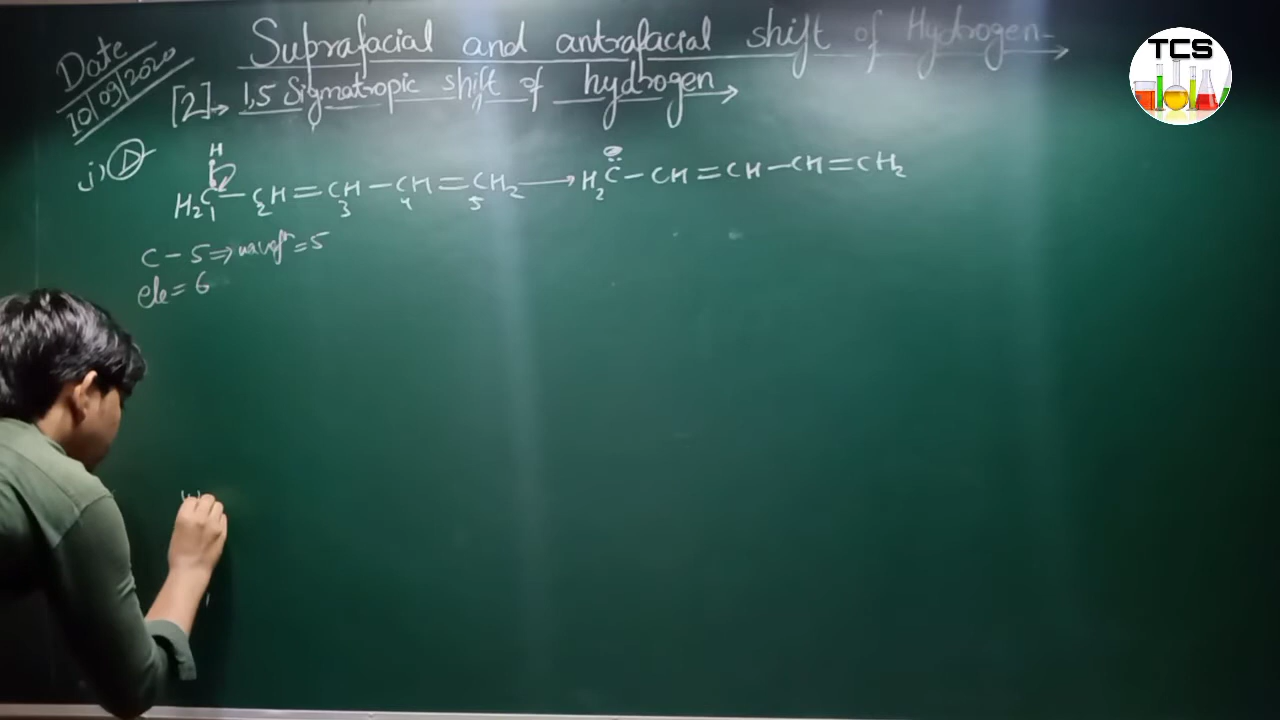 Date
10/09/2020
Suprafacial and antrafacial shift of Hydrogen
[2]→ 1,5 Sigmatropic shift of hydrogen
TCS
i) Δ
H
H₂C – CH = CH – CH = CH₂ → H₂C̈ – CH = CH – CH = CH₂
1 2 3 4 5
C – 5 ⇒ = 5
ele = 6